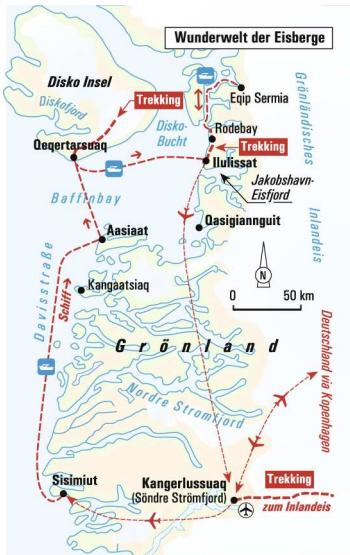 Wunderwelt der Eisberge
Disko Insel
Diskofjord
Trekking
Eqip Sermia
Grönländisches
Inlandeis
Disko-
Bucht
Rodebay
Trekking
Qeqertarsuaq
Ilulissat
Jakobshavn-
Eisfjord
Baffinbay
Qasigiannguit
Aasiaat
N
Kangaatsiaq
0 50 km
Davisstraße
Schiff
Grönland
Nordre Stromfjord
Deutschland via Kopenhagen
Sisimiut
Kangerlussuaq
(Söndre Strömfjord)
Trekking
zum Inlandeis